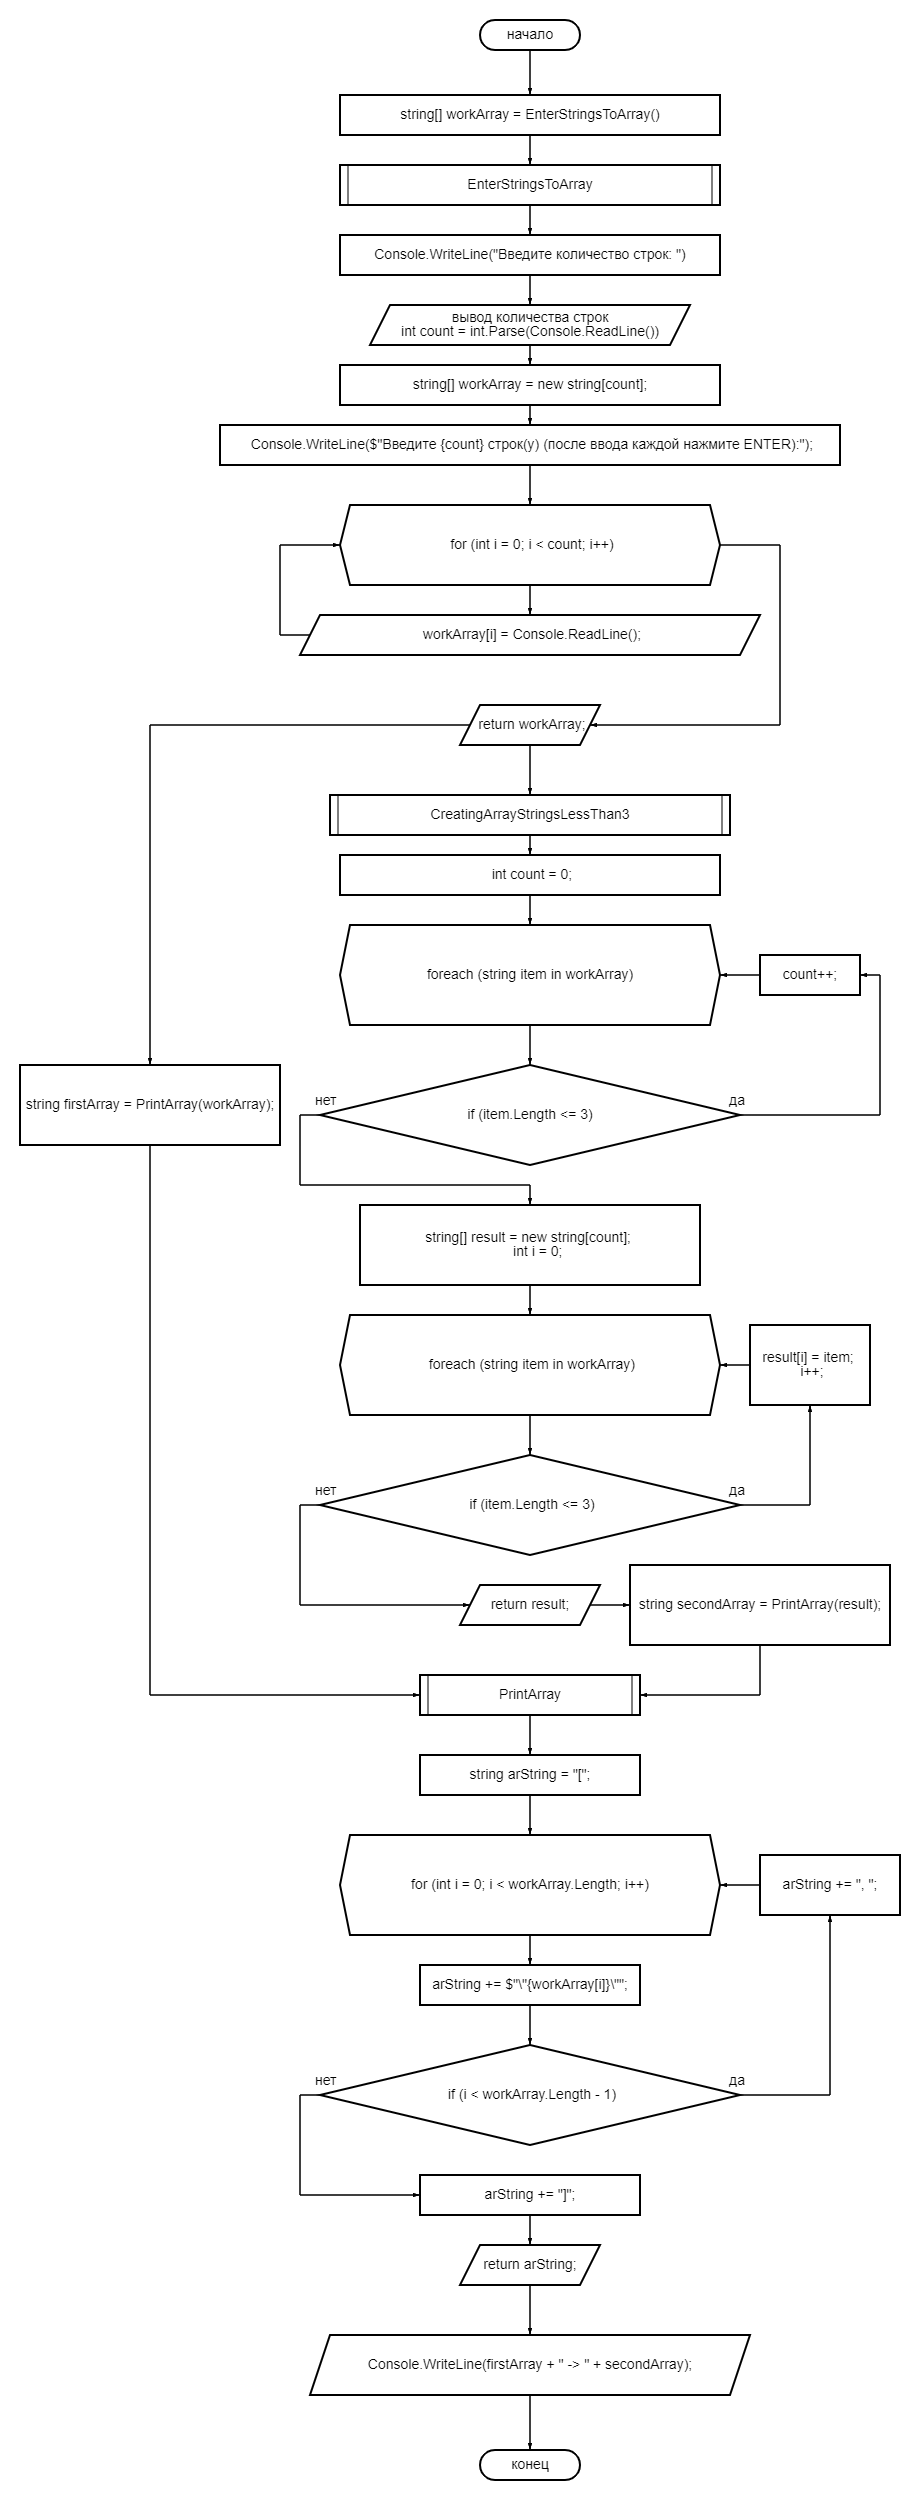 начало
string[] workArray = EnterStringsToArray()
EnterStringsToArray
Console.WriteLine("Введите количество строк: ")
вывод количества строк
int count = int.Parse(Console.ReadLine())
string[] workArray = new string[count];
Console.WriteLine($"Введите {count} строк(у) (после ввода каждой нажмите ENTER):");
for (int i = 0; i < count; i++)
workArray[i] = Console.ReadLine();
return workArray;
CreatingArrayStringsLessThan3
int count = 0;
foreach (string item in workArray)
count++;
string firstArray = PrintArray(workArray);
нет
if (item.Length <= 3)
да
string[] result = new string[count];
int i = 0;
foreach (string item in workArray)
result[i] = item;
i++;
нет
if (item.Length <= 3)
да
return result;
string secondArray = PrintArray(result);
PrintArray
string arString = "[";
for (int i = 0; i < workArray.Length; i++)
arString += ", ";
arString += $"\"{workArray[i]}\"";
нет
if (i < workArray.Length - 1)
да
arString += "]";
return arString;
Console.WriteLine(firstArray + " -> " + secondArray);
конец